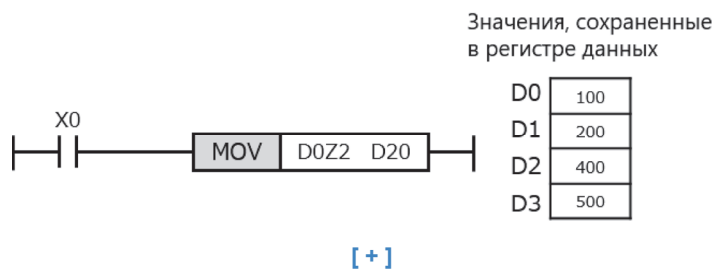 Значения, сохраненные
в регистре данных
X0
MOV D0Z2 D20
D0 100
D1 200
D2 400
D3 500
[ + ]